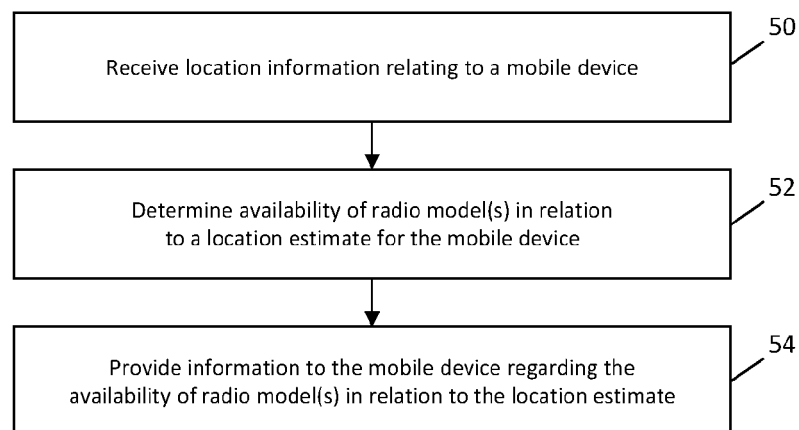 50
Receive location information relating to a mobile device
52
Determine availability of radio model(s) in relation
to a location estimate for the mobile device
54
Provide information to the mobile device regarding the
availability of radio model(s) in relation to the location estimate